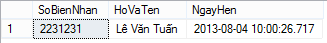 SoBienNhan HoVaTen NgayHen
1 2231231 Lê Văn Tuấn 2013-08-04 10:00:26.717